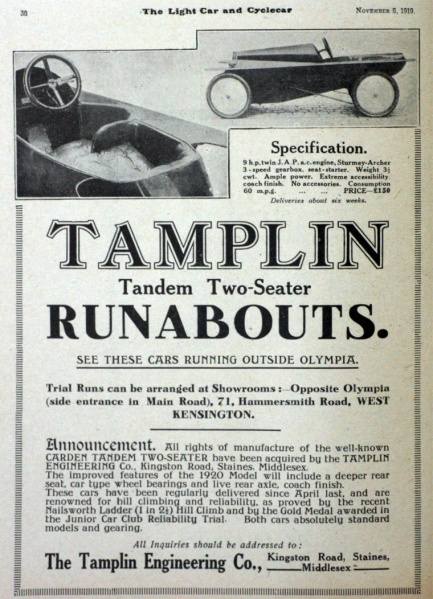 30
The Light Car and Cyclecar
NOVEMBER 8, 1919.
Specification.
9 h.p. twin J.A.P. a.c. engine, Sturmey-Archer
3-speed gearbox, seat-starter. Weight 3½
cwt. Ample power. Extreme accessibility
coach finish. No accessories. Consumption
60 m.p.g. ... ... PRICE—£150
Deliveries about six weeks.
TAMPLIN
Tandem Two-Seater
RUNABOUTS.
SEE THESE CARS RUNNING OUTSIDE OLYMPIA.
Trial Runs can be arranged at Showrooms :—Opposite Olympia
(side entrance in Main Road), 71, Hammersmith Road, WEST
KENSINGTON.
Announcement. All rights of manufacture of the well-known
CARDEN TANDEM TWO-SEATER have been acquired by the TAMPLIN
ENGINEERING Co., Kingston Road, Staines, Middlesex.
The improved features of the 1920 Model will include a deeper rear
seat, car type wheel bearings and live rear axle, coach finish.
These cars have been regularly delivered since April last, and are
renowned for hill climbing and reliability, as proved by the recent
Nailsworth Ladder (1 in 2½) Hill Climb and by the Gold Medal awarded in
the Junior Car Club Reliability Trial. Both cars absolutely standard
models and gearing.
All Inquiries should be addressed to :
The Tamplin Engineering Co., Kingston Road, Staines,
Middlesex